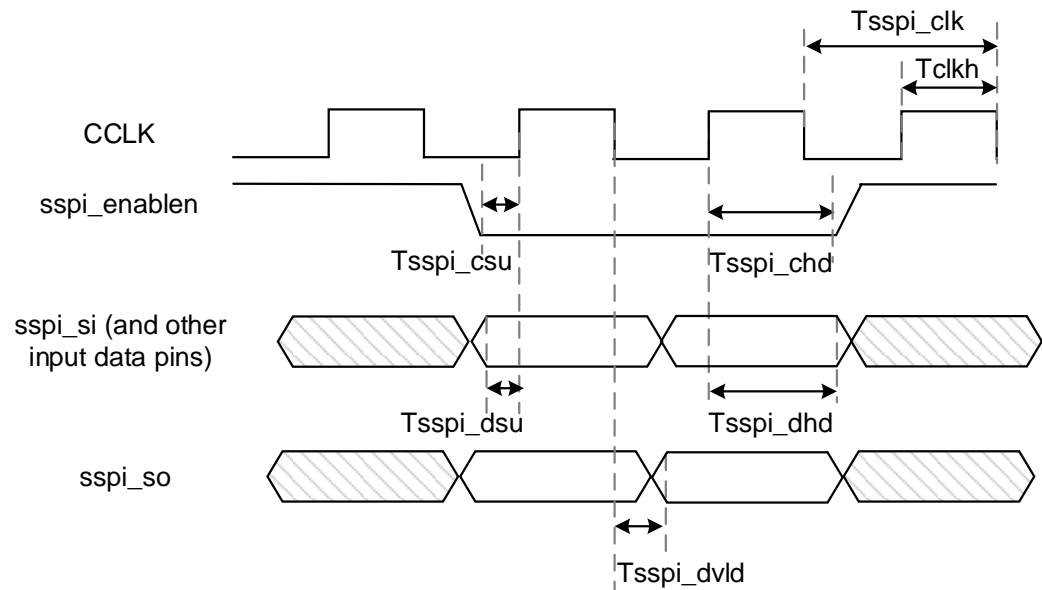 Tsspi_clk
Tclkh
CCLK
sspi_enablen
Tsspi_csu
Tsspi_chd
sspi_si (and other
input data pins)
Tsspi_dsu
Tsspi_dhd
sspi_so
Tsspi_dvld